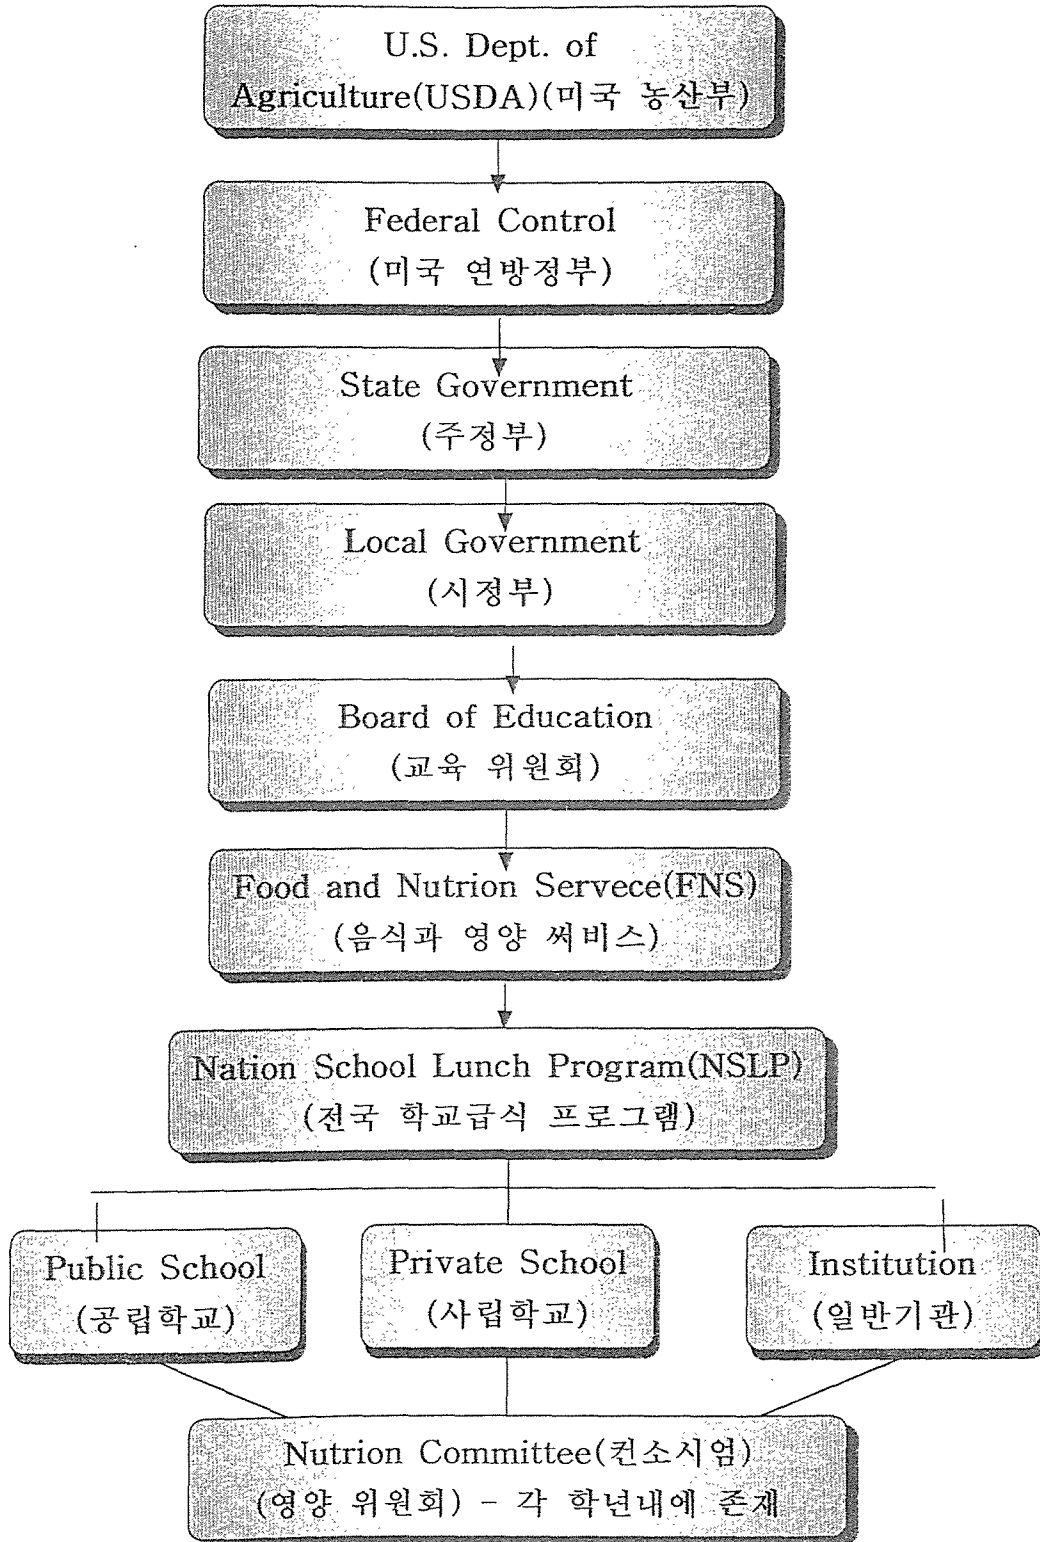 U.S. Dept. of
Agriculture(USDA)(미국 농산부)
Federal Control
(미국 연방정부)
State Government
(주정부)
Local Government
(시정부)
Board of Education
(교육 위원회)
Food and Nutrion Servece(FNS)
(음식과 영양 써비스)
Nation School Lunch Program(NSLP)
(전국 학교급식 프로그램)
Public School
(공립학교)
Private School
(사립학교)
Institution
(일반기관)
Nutrion Committee(컨소시엄)
(영양 위원회) - 각 학년내에 존재